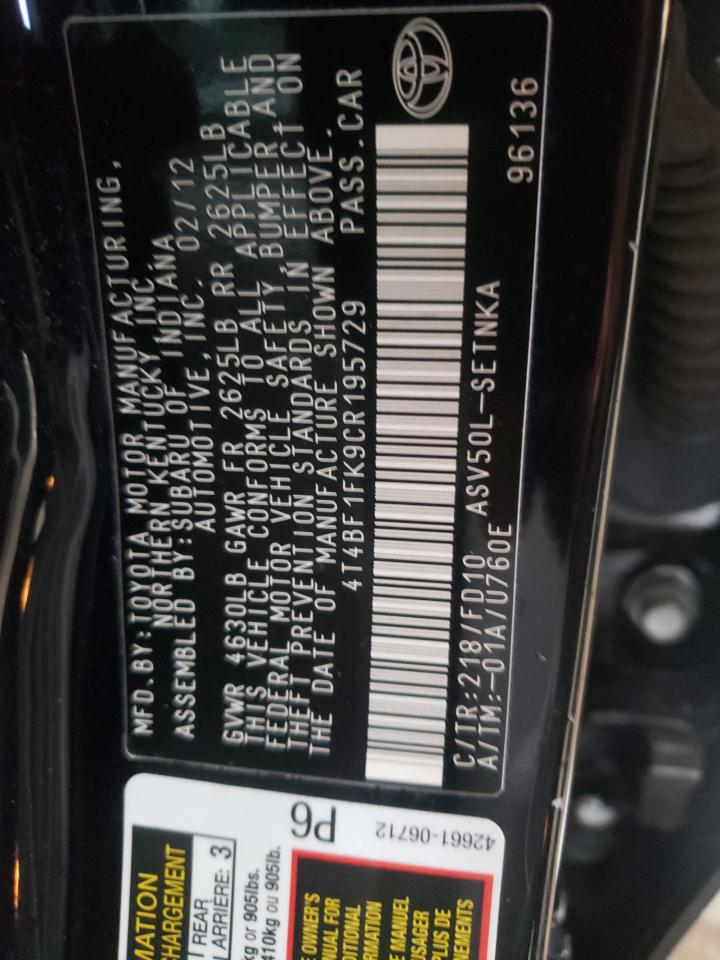 MFD. BY: TOYOTA MOTOR MANUFACTURING,
NORTHERN KENTUCKY INC
ASSEMBLED BY: SUBARU OF INDIANA
AUTOMOTIVE, INC. 02/12
GVWR 4630LB GAWR FR 2625LB RR 2625LB
THIS VEHICLE CONFORMS TO ALL APPLICABLE
FEDERAL MOTOR VEHICLE SAFETY, BUMPER AND
THEFT PREVENTION STANDARDS IN EFFECT ON
THE DATE OF MANUFACTURE SHOWN ABOVE.
4T4BF1FK9CR195729 PASS. CAR
C/TR: 218/FD10 ASV50L-SETNKA
A/TM: -01A/U760E
96136
P6
42661-06712
MATION
CHARGEMENT
REAR
ARRIERE: 3
kg or 905lbs.
410kg ou 905lb.
OWNER'S
UAL FOR
DITIONAL
ORMATION
LE MANUEL
USAGER
PLUS DE
NEMENTS